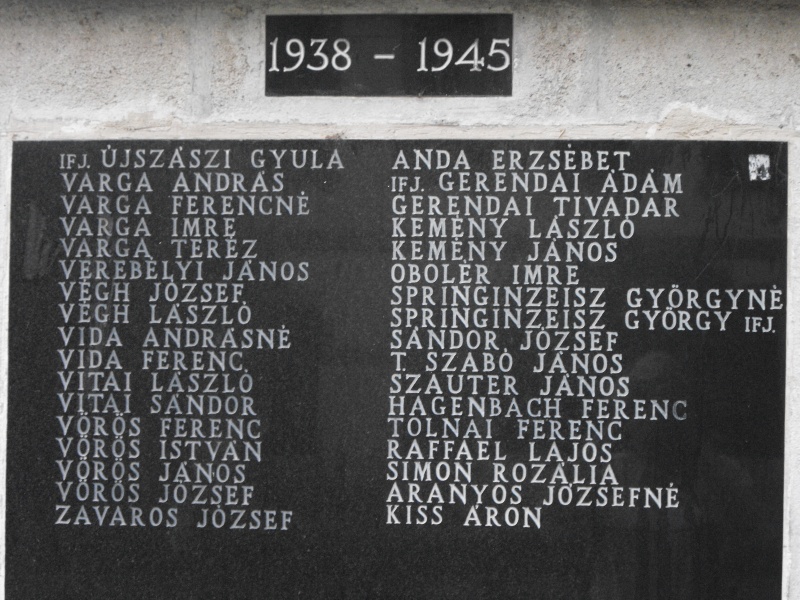 1938 - 1945
IFJ. ÚJSZÁSZI GYULA
VARGA ANDRÁS
VARGA FERENCNÉ
VARGA IMRE
VARGA TERÉZ
VEREBÉLYI JÁNOS
VÉGH JÓZSEF
VÉGH LÁSZLÓ
VIDA ANDRÁSNÉ
VIDA FERENC
VITAI LÁSZLÓ
VITAI SÁNDOR
VÖRÖS FERENC
VÖRÖS ISTVÁN
VÖRÖS JÁNOS
VÖRÖS JÓZSEF
ZÁVAROS JÓZSEF
ANDA ERZSÉBET
IFJ. GERENDAI ÁDÁM
GERENDAI TIVADAR
KEMÉNY LÁSZLÓ
KEMÉNY JÁNOS
OBOLÉR IMRE
SPRINGINZEISZ GYÖRGYNÉ
SPRINGINZEISZ GYÖRGY IFJ.
SÁNDOR JÓZSEF
T. SZABÓ JÁNOS
SZAUTER JÁNOS
HAGENBACH FERENC
TOLNAI FERENC
RAFFAEL LAJOS
SIMON ROZÁLIA
ARANYOS JÓZSEFNÉ
KISS ÁRON